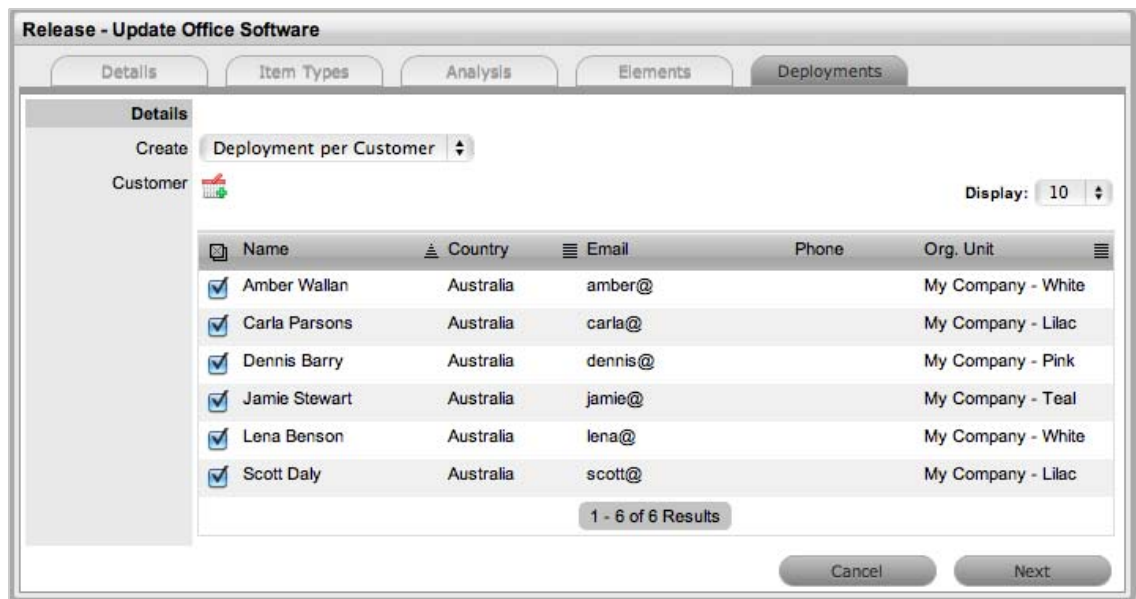 Release - Update Office Software
Details Item Types Analysis Elements Deployments
Details
Create Deployment per Customer
Customer
Display: 10
Name Country Email Phone Org. Unit
Amber Wallan Australia amber@ My Company - White
Carla Parsons Australia carla@ My Company - Lilac
Dennis Barry Australia dennis@ My Company - Pink
Jamie Stewart Australia jamie@ My Company - Teal
Lena Benson Australia lena@ My Company - White
Scott Daly Australia scott@ My Company - Lilac
1 - 6 of 6 Results
Cancel Next